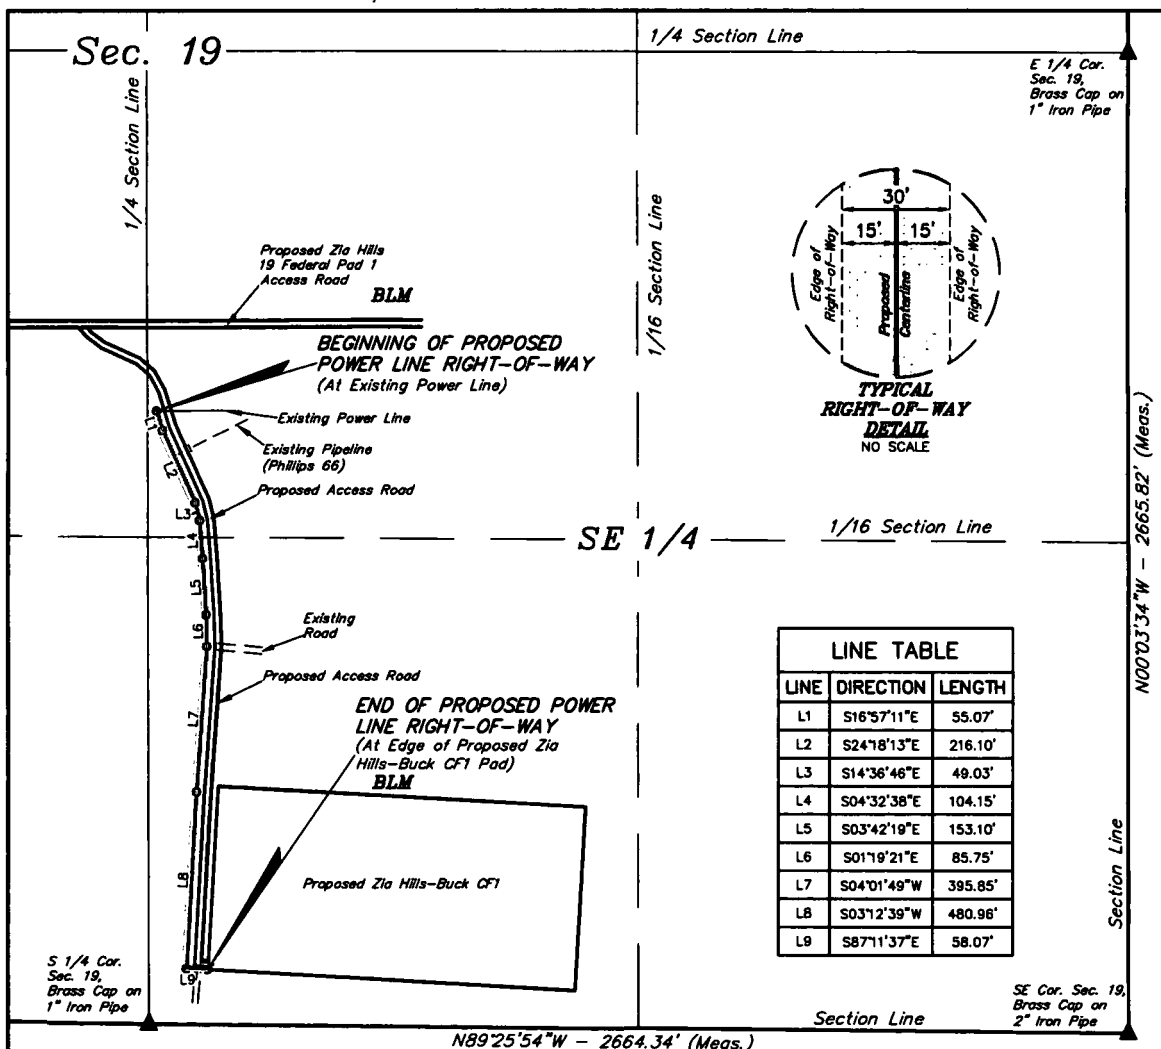 Sec. 19
1/4 Section Line
E 1/4 Cor.
Sec. 19,
Brass Cap on
1" Iron Pipe
1/4 Section Line
1/16 Section Line
30'
15'
15'
Edge of
Right-of-Way
Proposed
Centerline
Edge of
Right-of-Way
TYPICAL
RIGHT-OF-WAY
DETAIL
NO SCALE
Proposed Zia Hills
19 Federal Pad 1
Access Road
BLM
BEGINNING OF PROPOSED
POWER LINE RIGHT-OF-WAY
(At Existing Power Line)
Existing Power Line
Existing Pipeline
(Phillips 66)
Proposed Access Road
L1
L2
L3
L4
L5
L6
L7
L8
L9
SE 1/4
1/16 Section Line
N00°03'34"W - 2665.82' (Meas.)
Existing
Road
Proposed Access Road
END OF PROPOSED POWER
LINE RIGHT-OF-WAY
(At Edge of Proposed Zia
Hills-Buck CF1 Pad)
BLM
Proposed Zia Hills-Buck CF1
LINE TABLE
LINE DIRECTION LENGTH
L1 S16°57'11"E 55.07'
L2 S24°18'13"E 216.10'
L3 S14°36'46"E 49.03'
L4 S04°32'38"E 104.15'
L5 S03°42'19"E 153.10'
L6 S01°19'21"E 85.75'
L7 S04°01'49"W 395.85'
L8 S03°12'39"W 480.96'
L9 S87°11'37"E 58.07'
Section Line
S 1/4 Cor.
Sec. 19,
Brass Cap on
1" Iron Pipe
SE Cor. Sec. 19,
Brass Cap on
2" Iron Pipe
Section Line
N89°25'54"W - 2664.34' (Meas.)